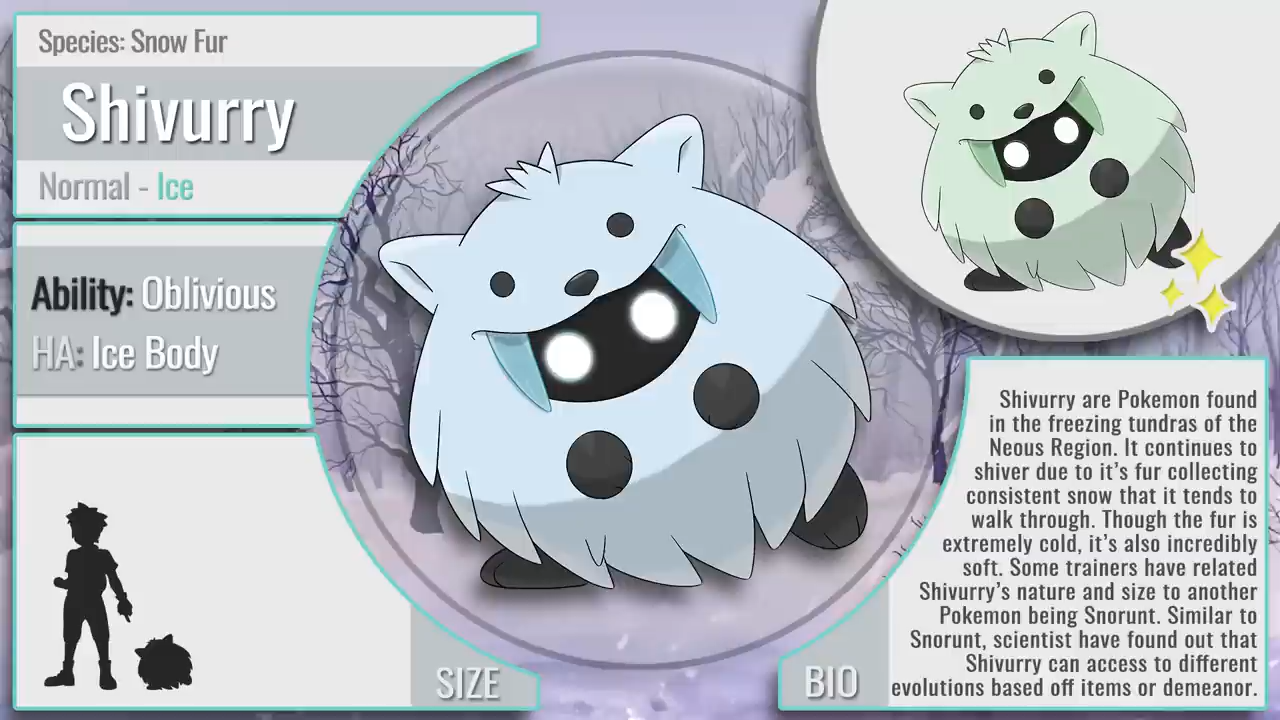 Species: Snow Fur
Shivurry
Normal - Ice
Ability: Oblivious
HA: Ice Body
SIZE
BIO
Shivurry are Pokemon found
in the freezing tundras of the
Neous Region. It continues to
shiver due to it's fur collecting
consistent snow that it tends to
walk through. Though the fur is
extremely cold, it's also incredibly
soft. Some trainers have related
Shivurry's nature and size to another
Pokemon being Snorunt. Similar to
Snorunt, scientist have found out that
Shivurry can access to different
evolutions based off items or demeanor.